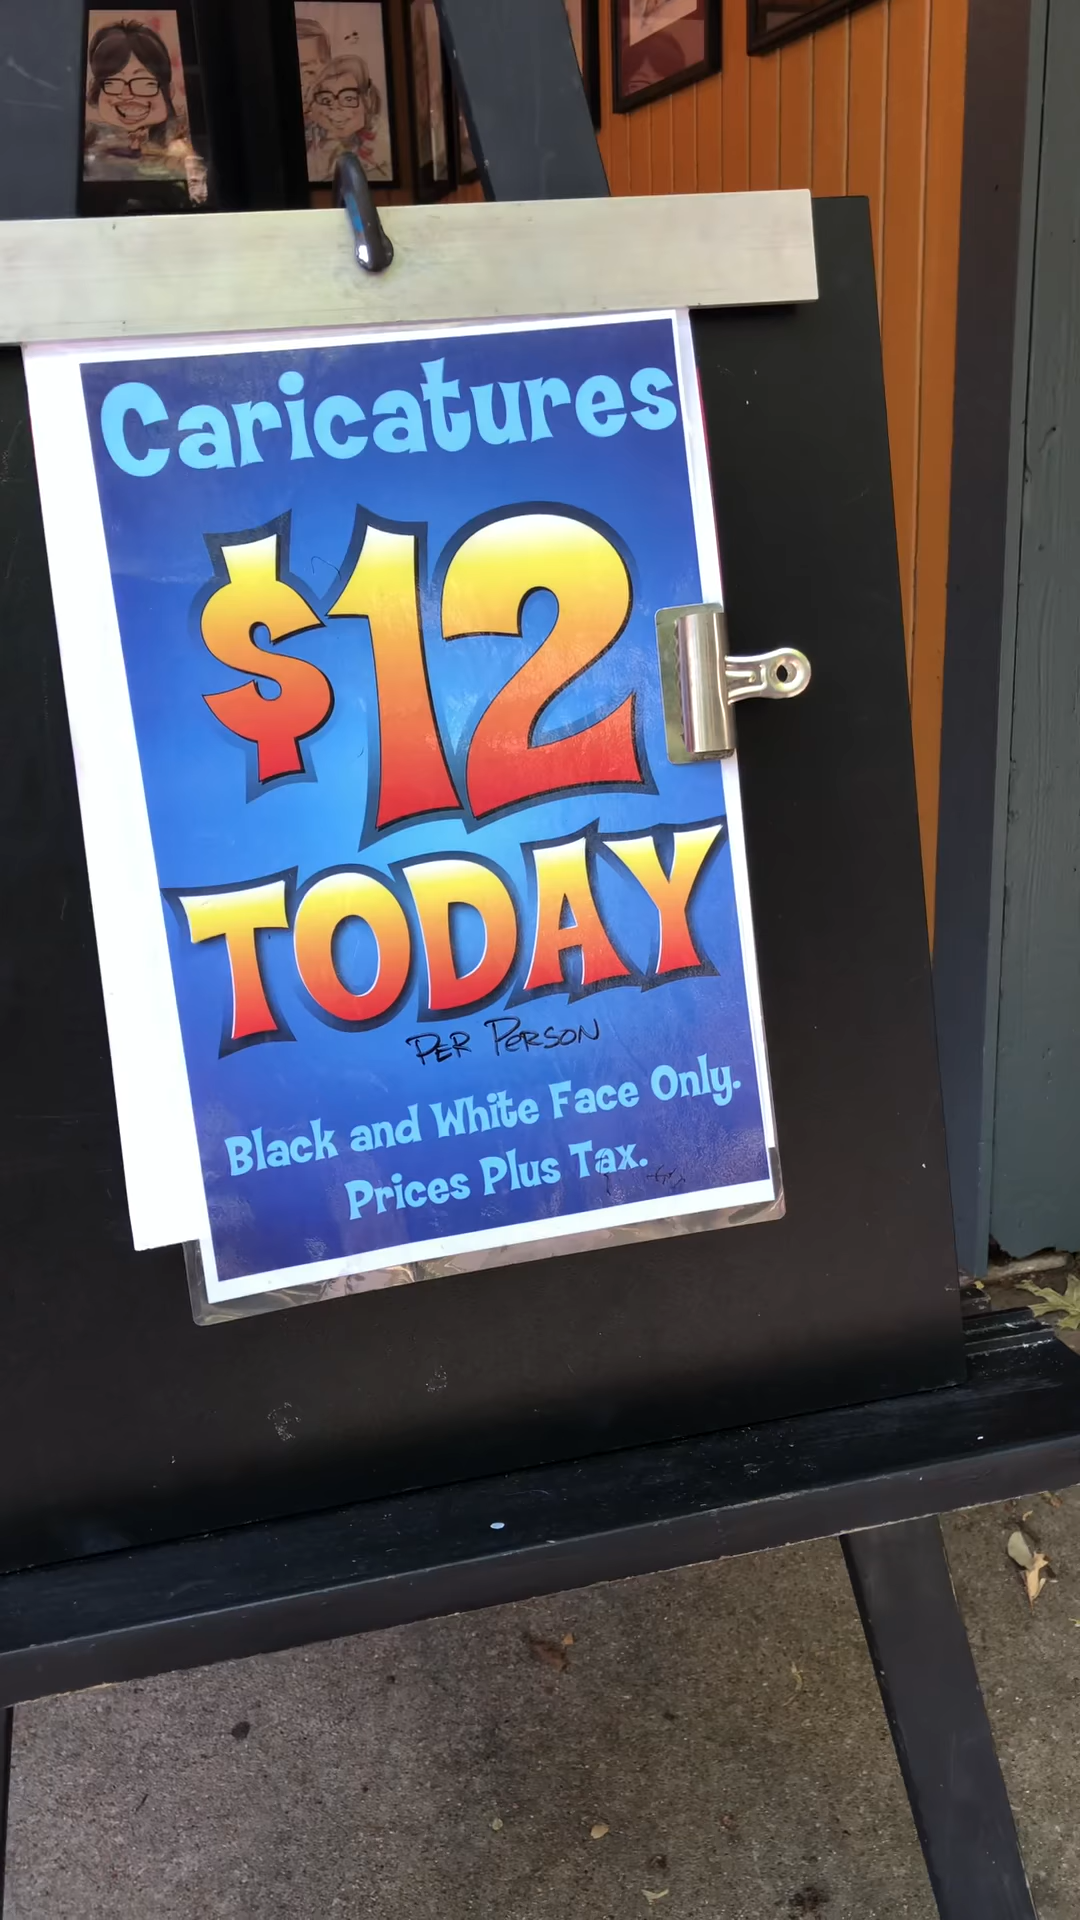 Caricatures
$12
TODAY
PER PERSON
Black and White Face Only.
Prices Plus Tax.